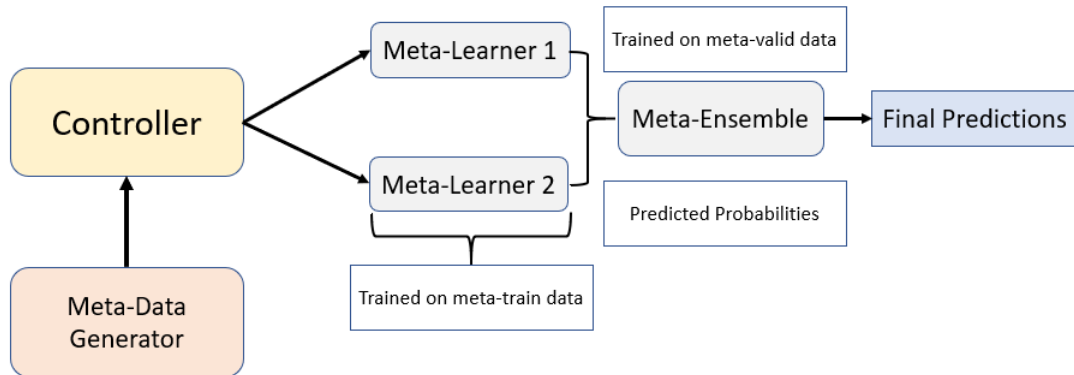 Meta-Learner 1
Trained on meta-valid data
Controller
Meta-Ensemble
Final Predictions
Meta-Learner 2
Predicted Probabilities
Meta-Data
Generator
Trained on meta-train data